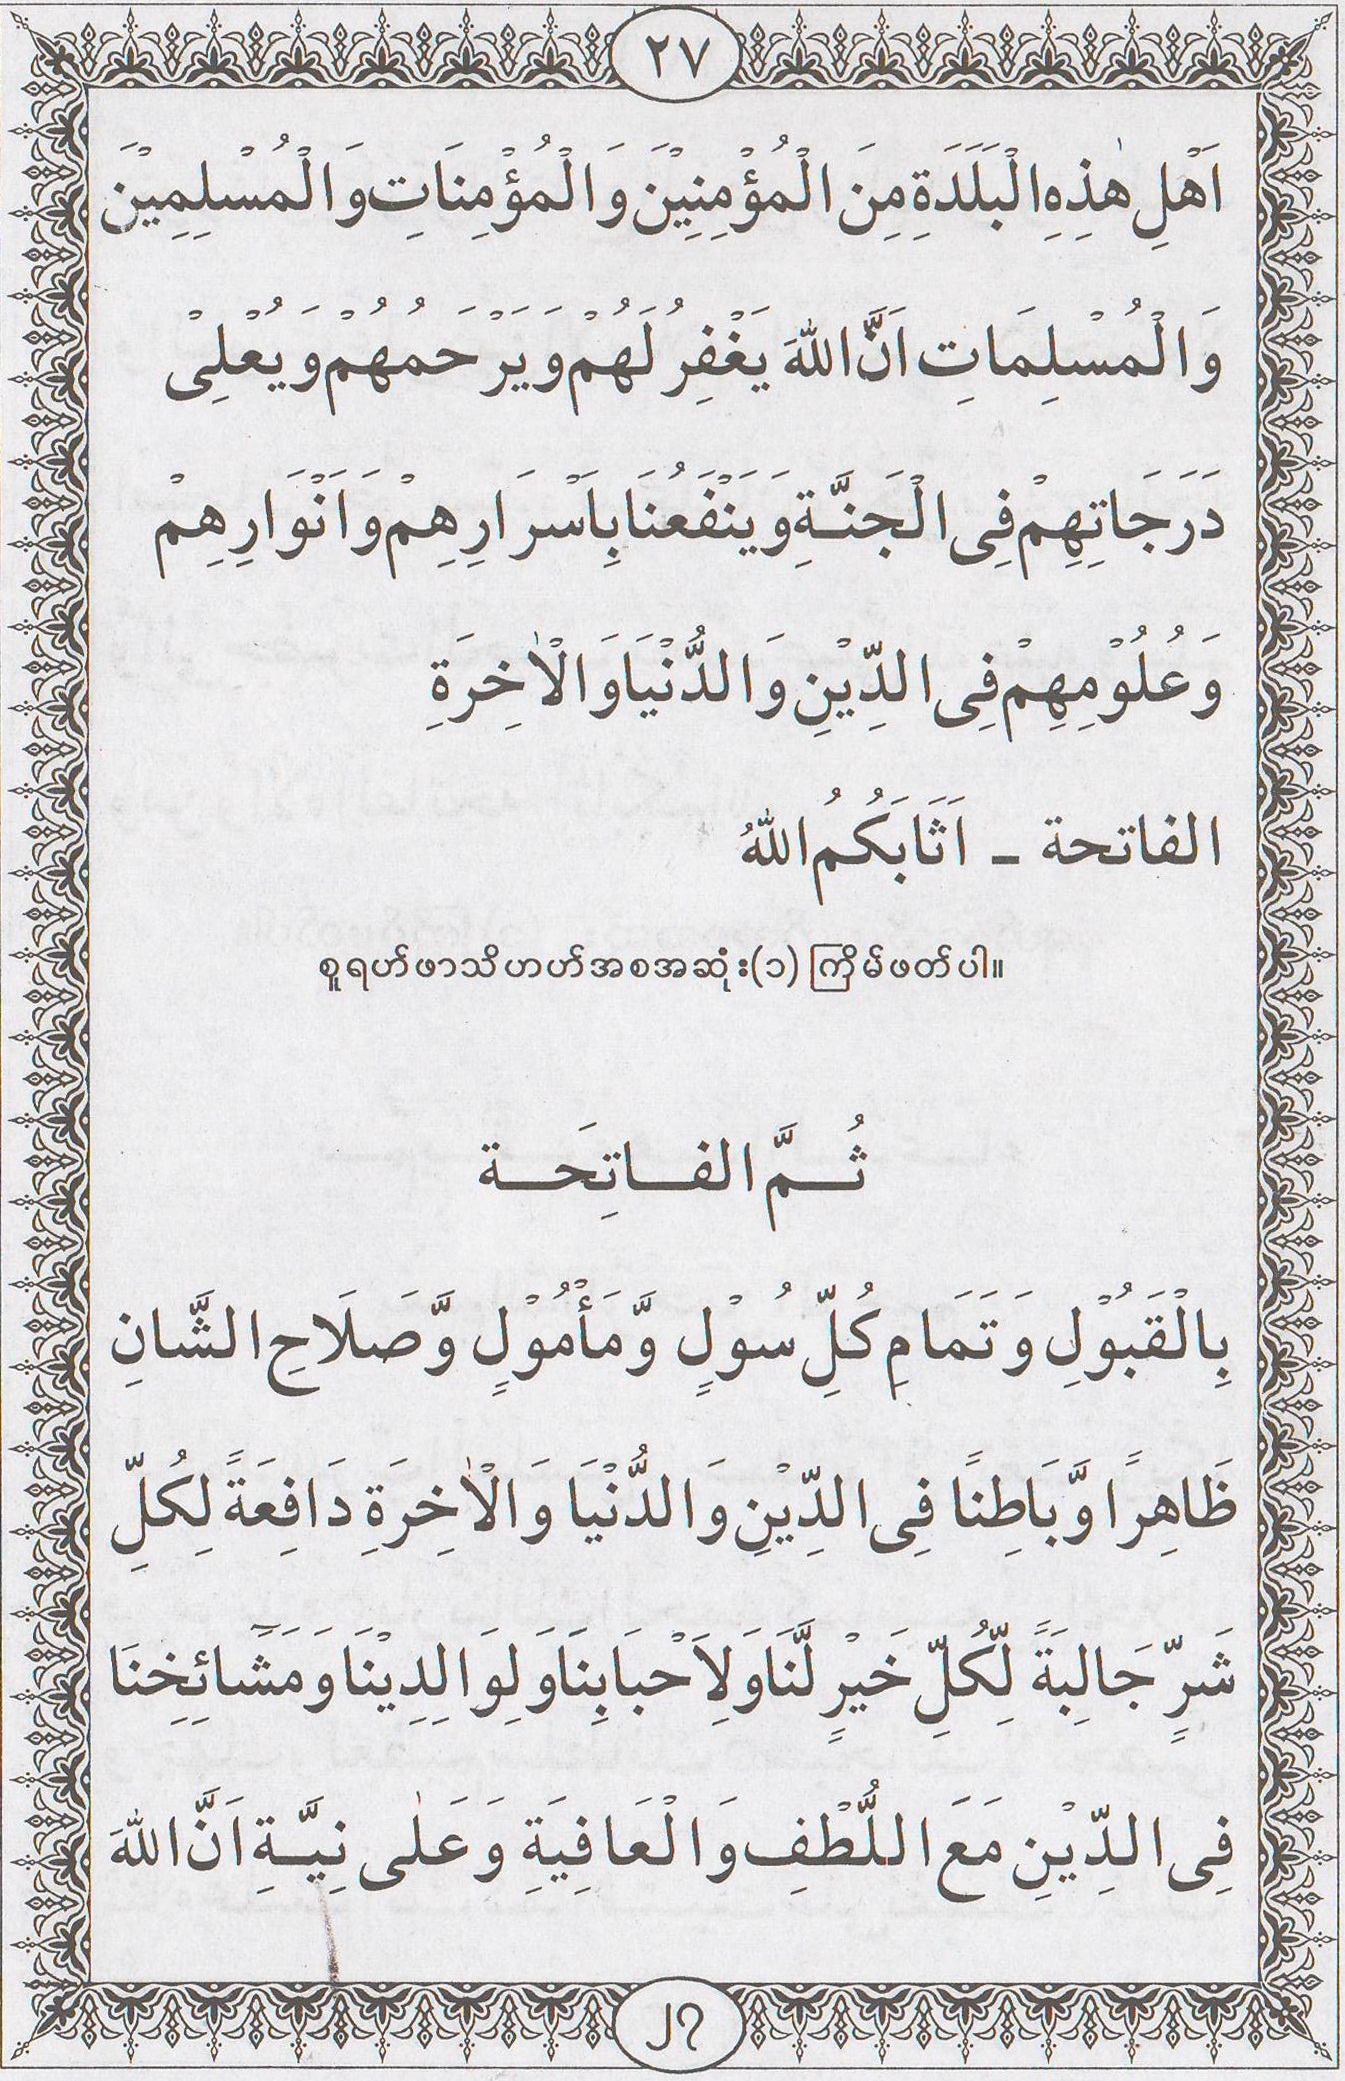 ٢٧
اَهْلِ هٰذِهِ الْبَلَدَةِ مِنَ الْمُؤْمِنِيْنَ وَالْمُؤْمِنَاتِ وَالْمُسْلِمِيْنَ
وَالْمُسْلِمَاتِ اَنَّ اللّٰهَ يَغْفِرُ لَهُمْ وَيَرْحَمُهُمْ وَيُعْلِىْ
دَرَجَاتِهِمْ فِى الْجَنَّةِ وَيَنْفَعُنَا بِاَسْرَارِهِمْ وَاَنْوَارِهِمْ
وَعُلُوْمِهِمْ فِى الدِّيْنِ وَالدُّنْيَا وَالْاٰخِرَةِ
الفاتحة - اَثَابَكُمُ اللّٰهُ
စူရဟ်ဖာသိဟဟ်အစအဆုံး(၁) ကြိမ်ဖတ်ပါ။
ثُمَّ الفَاتِحَة
بِالْقَبُوْلِ وَتَمَامِ كُلِّ سُوْلٍ وَّمَأْمُوْلٍ وَّصَلَاحِ الشَّانِ
ظَاهِرًا وَّبَاطِنًا فِى الدِّيْنِ وَالدُّنْيَا وَالْاٰخِرَةِ دَافِعَةً لِكُلِّ
شَرٍّ جَالِبَةً لِّكُلِّ خَيْرٍ لَّنَا وَلِاَحْبَابِنَا وَلِوَالِدِيْنَا وَمَشَآئِخِنَا
فِى الدِّيْنِ مَعَ اللُّطْفِ وَالْعَافِيَةِ وَعَلٰى نِيَّةِ اَنَّ اللّٰهَ
၂၇